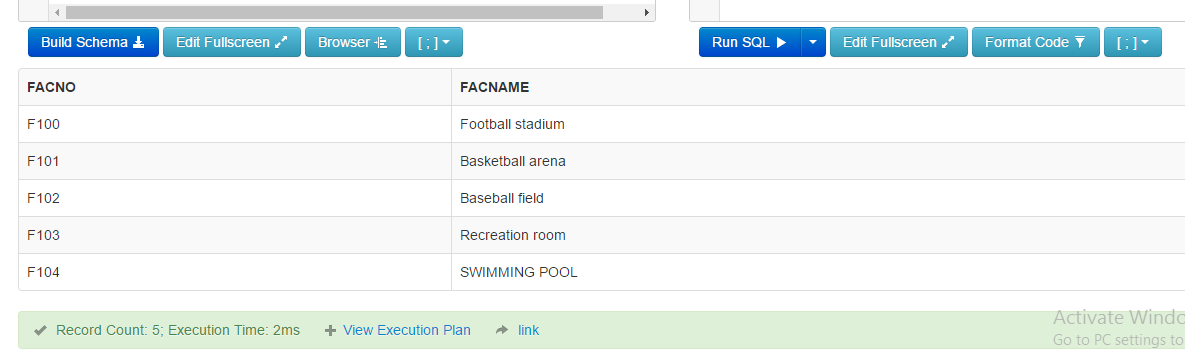 Build Schema Edit Fullscreen Browser [ ; ] Run SQL Edit Fullscreen Format Code [ ; ]
FACNO FACNAME
F100 Football stadium
F101 Basketball arena
F102 Baseball field
F103 Recreation room
F104 SWIMMING POOL
Record Count: 5; Execution Time: 2ms View Execution Plan link
Activate Windo
Go to PC settings to